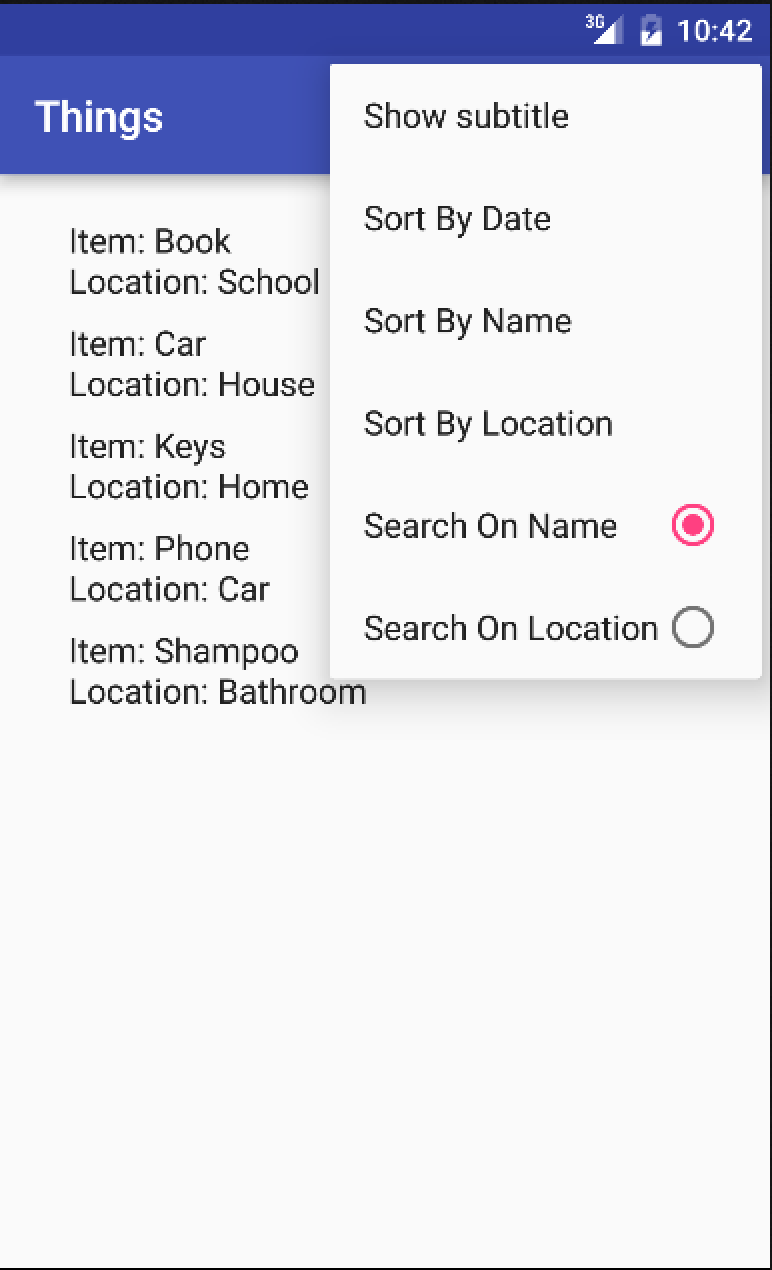 3G 10:42
Things
Show subtitle
Sort By Date
Sort By Name
Sort By Location
Search On Name
Search On Location
Item: Book
Location: School
Item: Car
Location: House
Item: Keys
Location: Home
Item: Phone
Location: Car
Item: Shampoo
Location: Bathroom